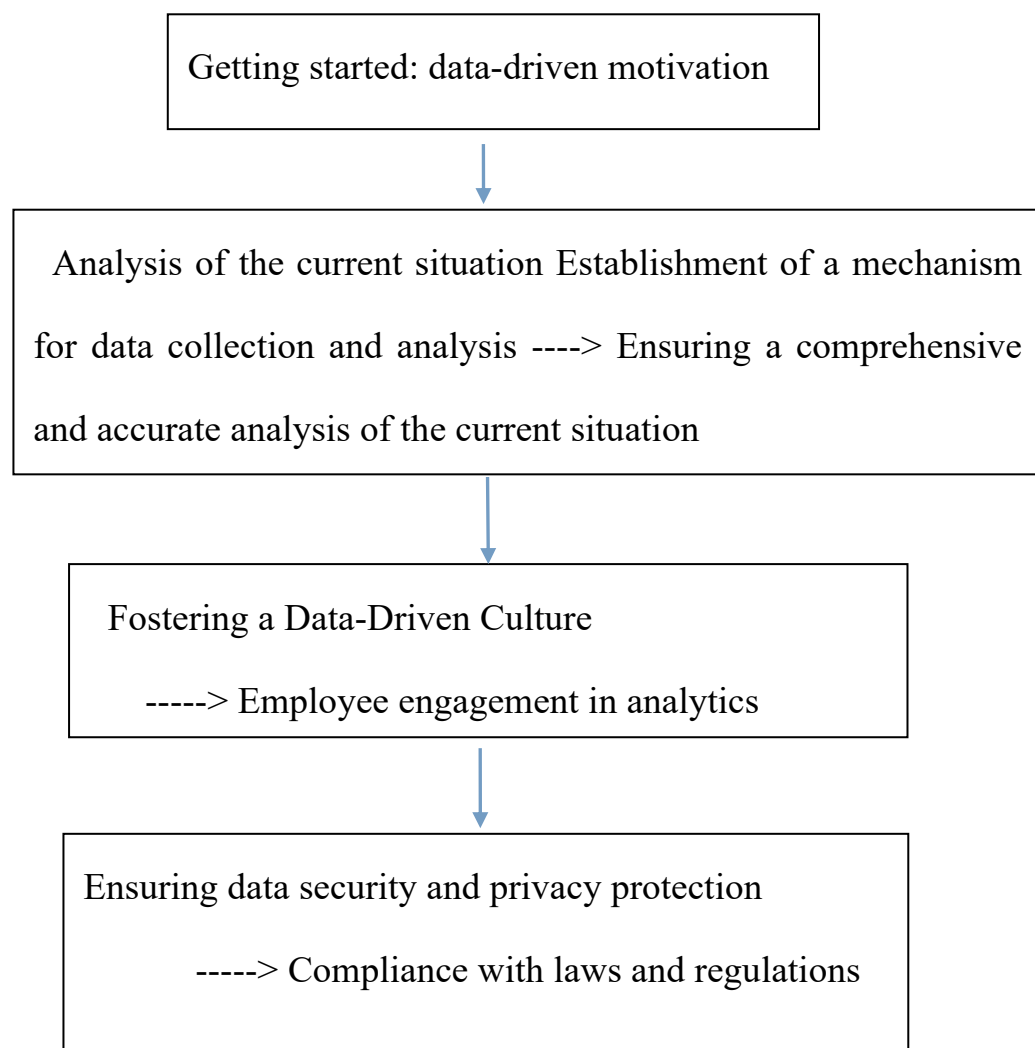 Getting started: data-driven motivation
Analysis of the current situation Establishment of a mechanism
for data collection and analysis ----> Ensuring a comprehensive
and accurate analysis of the current situation
Fostering a Data-Driven Culture
-----> Employee engagement in analytics
Ensuring data security and privacy protection
-----> Compliance with laws and regulations